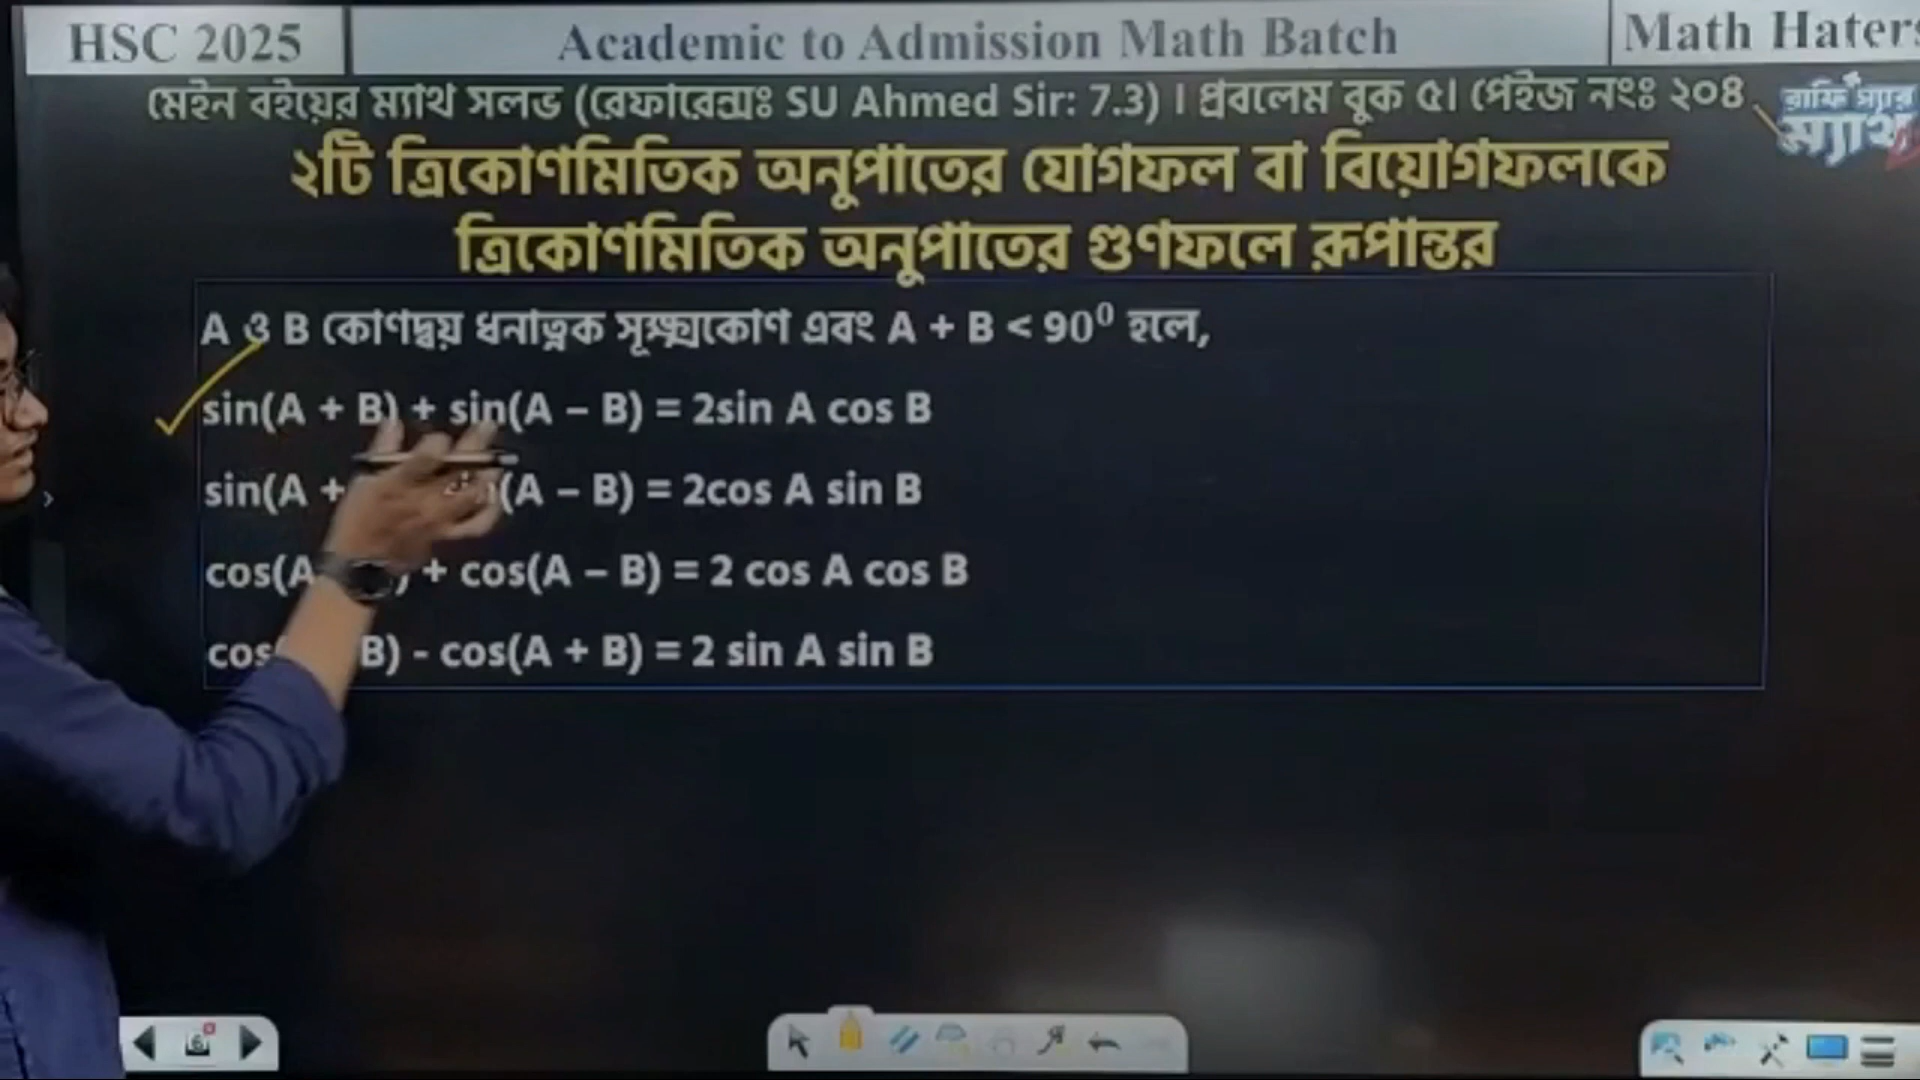 HSC 2025
Academic to Admission Math Batch
Math Haters
মেইন বইয়ের ম্যাথ সলভ (রেফারেন্সঃ SU Ahmed Sir: 7.3) । প্রবলেম বুক ৫। পেইজ নংঃ ২০৪
রাফি স্যার
ম্যাথ
২টি ত্রিকোণমিতিক অনুপাতের যোগফল বা বিয়োগফলকে
ত্রিকোণমিতিক অনুপাতের গুণফলে রূপান্তর
A ও B কোণদ্বয় ধনাত্নক সূক্ষ্মকোণ এবং A + B < 90⁰ হলে,
sin(A + B) + sin(A – B) = 2sin A cos B
sin(A + (A – B) = 2cos A sin B
cos(A ) + cos(A – B) = 2 cos A cos B
cos( B) - cos(A + B) = 2 sin A sin B
6